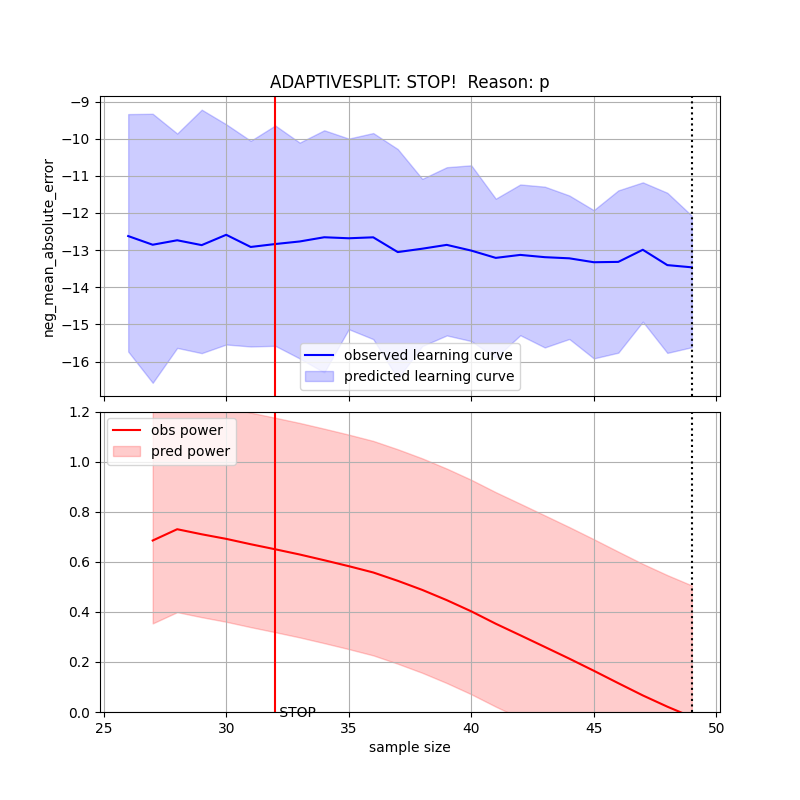 ADAPTIVESPLIT: STOP!  Reason: p
−9
−10
−11
−12
−13
−14
−15
−16
neg_mean_absolute_error
observed learning curve
predicted learning curve
1.2
1.0
0.8
0.6
0.4
0.2
0.0
obs power
pred power
STOP
25 30 35 40 45 50
sample size